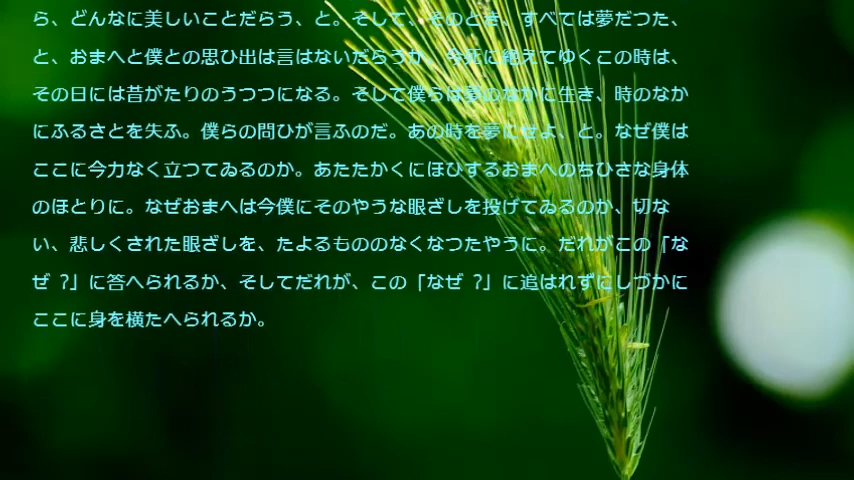 ら、どんなに美しいことだらう、と。そして、そのとき、すべては夢だつた、
と、おまへと僕との思ひ出は言はないだらうか。今死に絶えてゆくこの時は、
その日には昔がたりのうつつになる。そして僕らは夢のなかに生き、時のなか
にふるさとを失ふ。僕らの問ひが言ふのだ。あの時を夢にせよ、と。なぜ僕は
ここに今力なく立つてゐるのか。あたたかくにほひするおまへのちひさな身体
のほとりに。なぜおまへは今僕にそのやうな眼ざしを投げてゐるのか、切な
い、悲しくされた眼ざしを、たよるもののなくなつたやうに。だれがこの「な
ぜ ?」に答へられるか、そしてだれが、この「なぜ ?」に追はれずにしづかに
ここに身を横たへられるか。